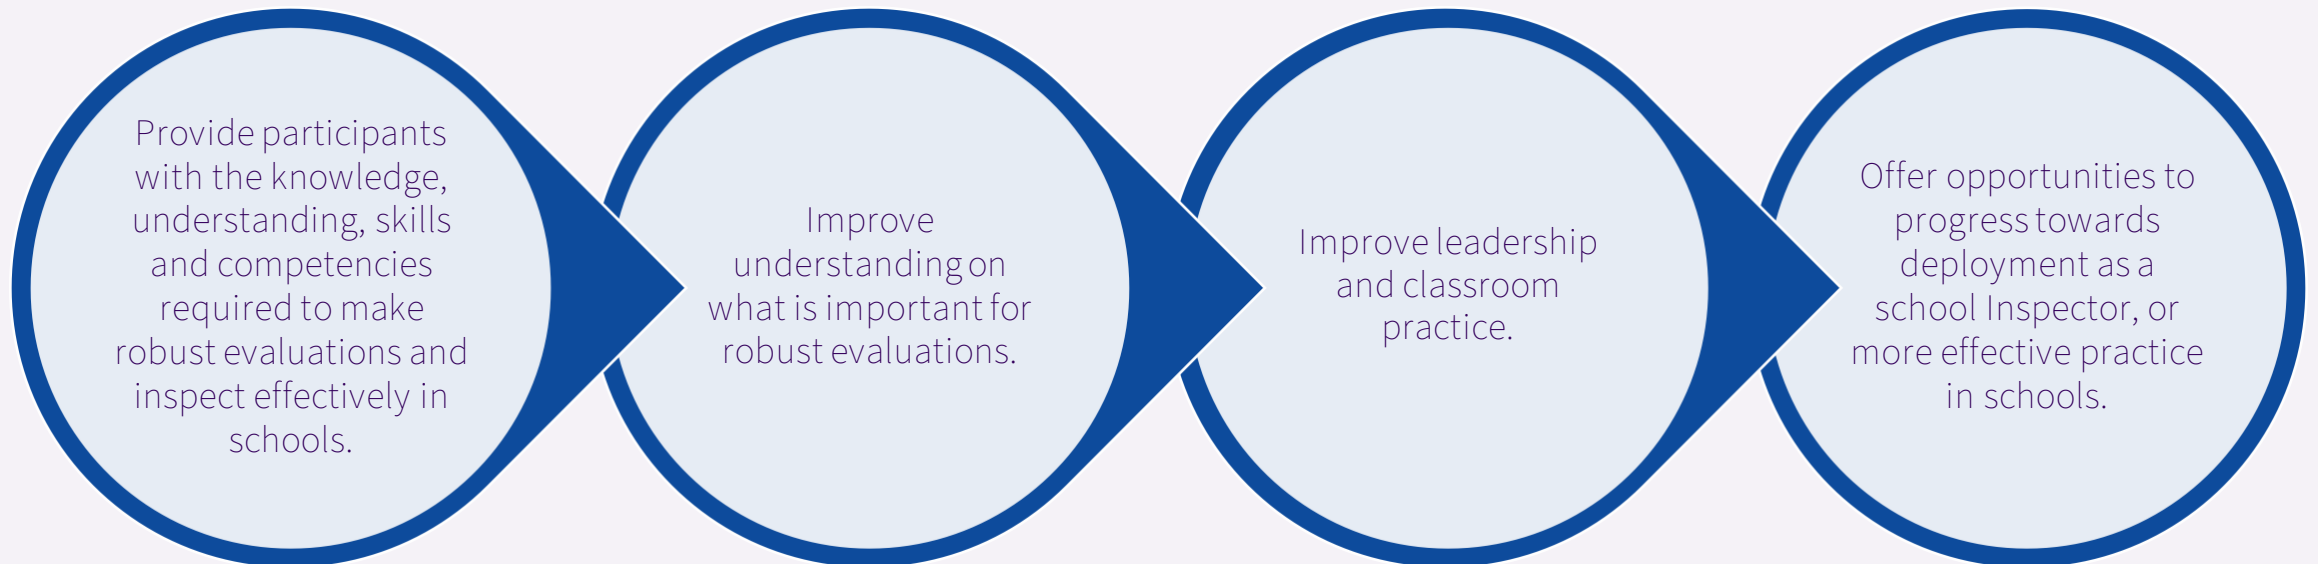 Provide participants
with the knowledge,
understanding, skills
and competencies
required to make
robust evaluations and
inspect effectively in
schools.
Improve
understanding on
what is important for
robust evaluations.
Improve leadership
and classroom
practice.
Offer opportunities to
progress towards
deployment as a
school Inspector, or
more effective practice
in schools.